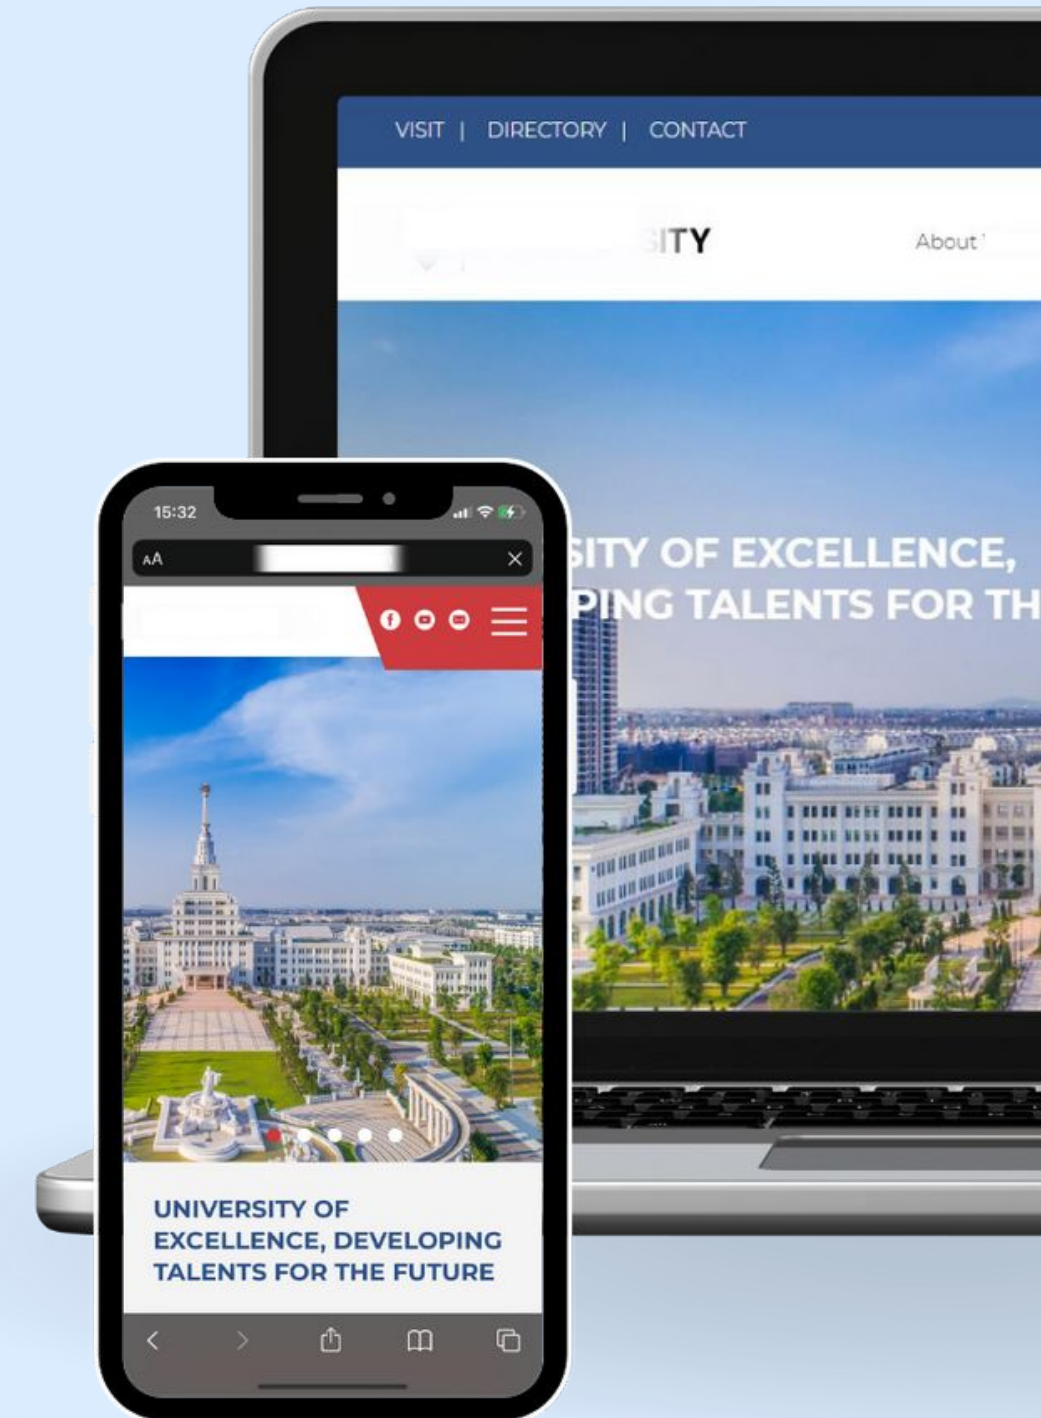 VISIT | DIRECTORY | CONTACT
SITY
About
SITY OF EXCELLENCE,
PING TALENTS FOR TH
15:32
AA
UNIVERSITY OF
EXCELLENCE, DEVELOPING
TALENTS FOR THE FUTURE